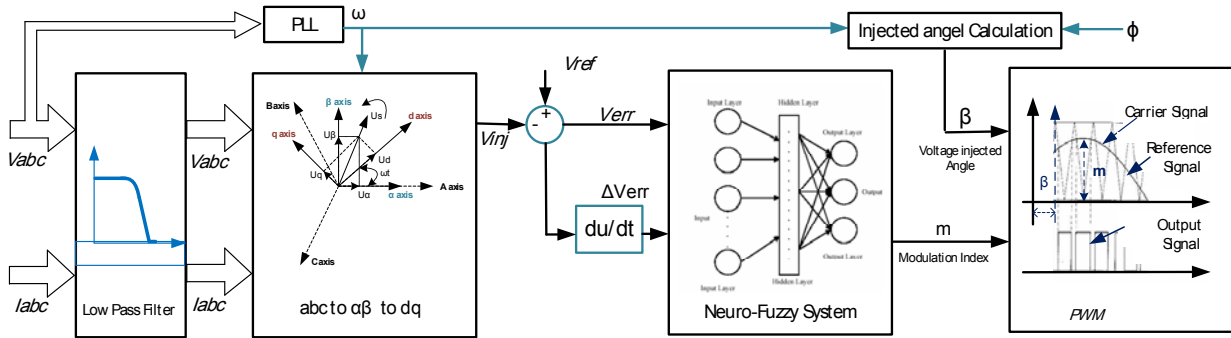 PLL
ω
Injected angel Calculation
ϕ
Vabc
Iabc
Low Pass Filter
Vabc
Iabc
B axis
β axis
Us
d axis
q axis
Uβ
Uq
Ud
ωt
Uα
α axis
A axis
C axis
abc to αβ to dq
Vinj
Vref
+
-
Verr
ΔVerr
du/dt
Input Layer
Hidden Layer
Output Layer
Input
Output
Output Layer
Input Layer
Hidden Layer
Neuro-Fuzzy System
β
Voltage injected
Angle
m
Modulation Index
Carrier Signal
Reference
Signal
β
m
Output
Signal
PWM